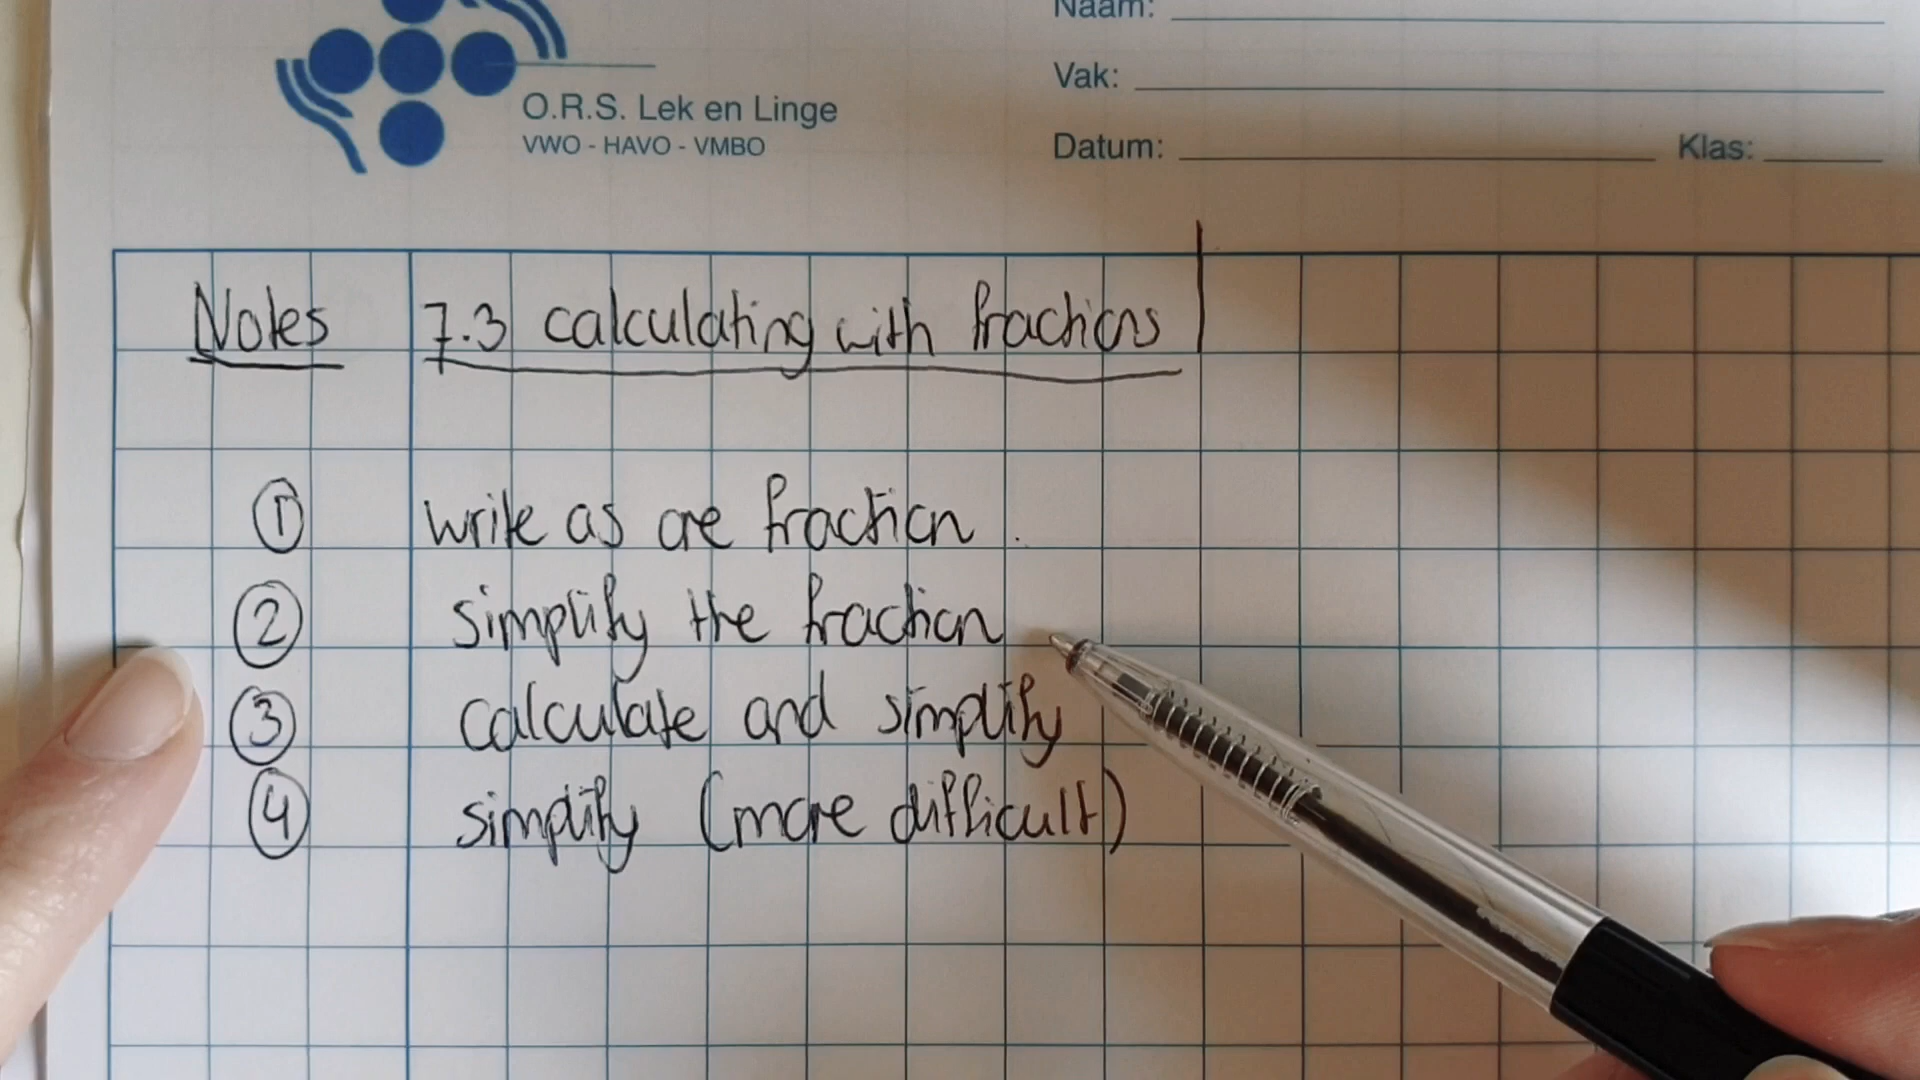 Naam:
O.R.S. Lek en Linge
VWO - HAVO - VMBO
Vak:
Datum: Klas:
Notes 7.3 calculating with fractions
1 write as one fraction.
2 simplify the fraction
3 calculate and simplify
4 simplify (more difficult)